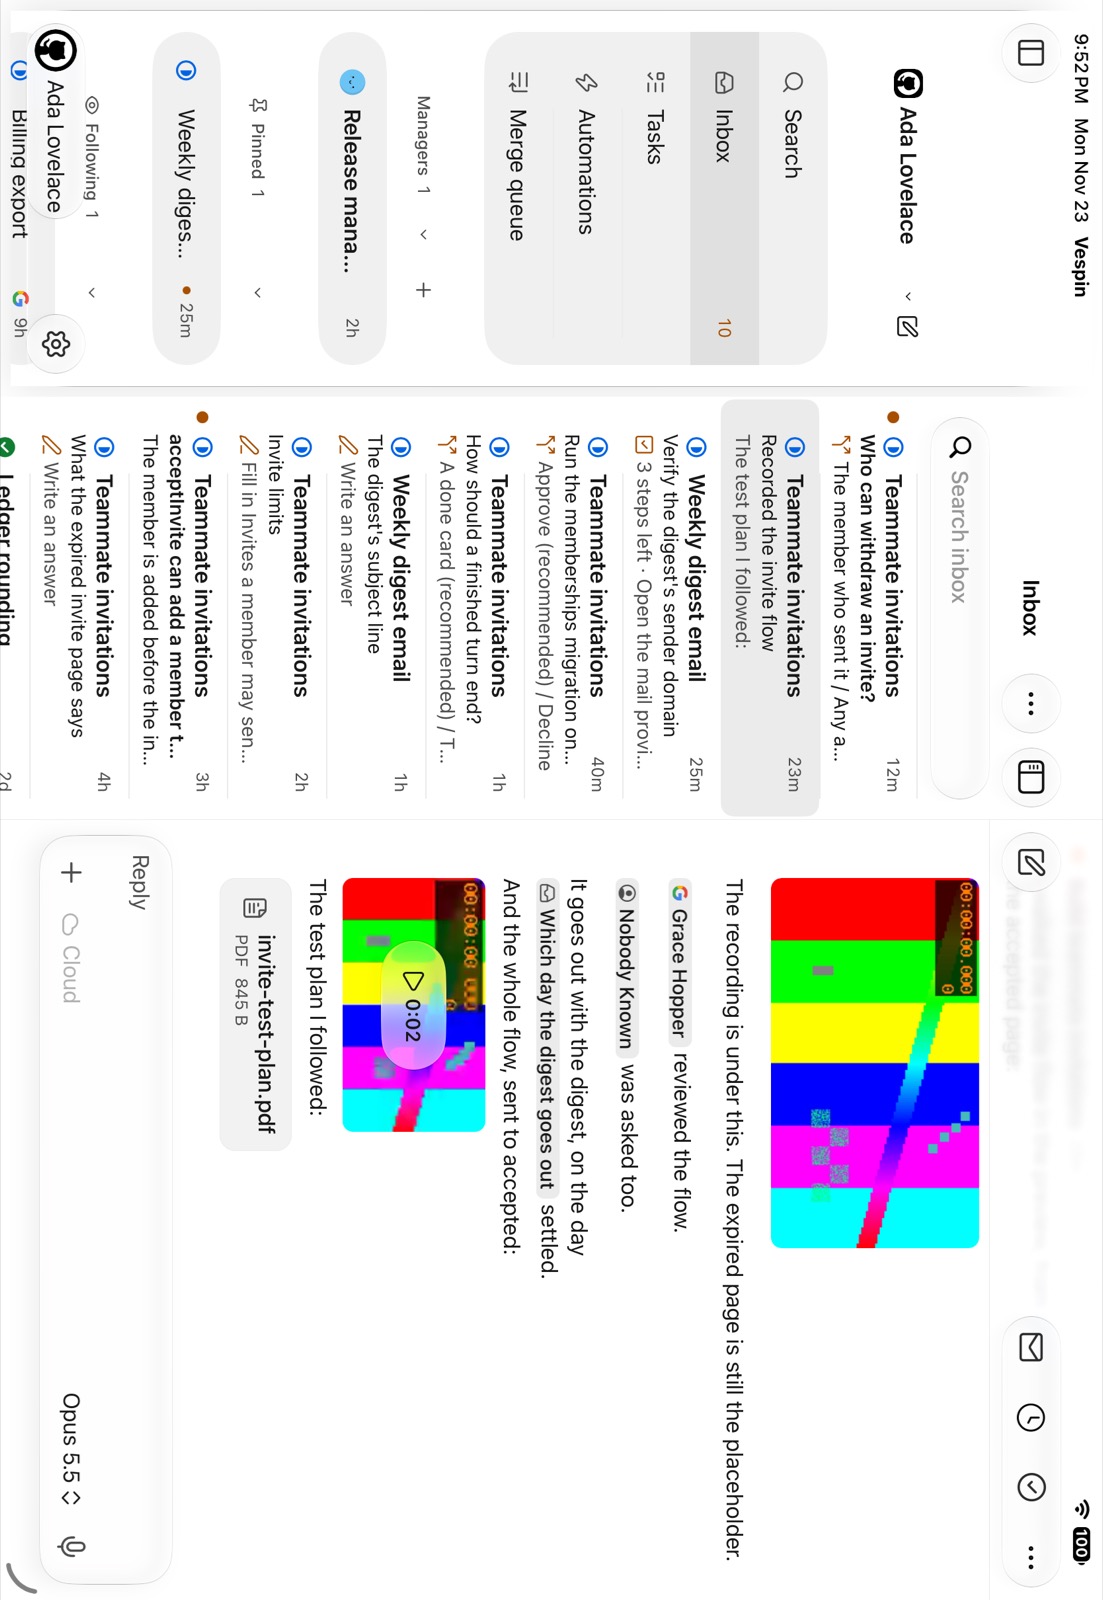 9:52 PM Mon Nov 23 Vespin
100
Ada Lovelace
Search
Inbox 10
Tasks
Automations
Merge queue
Managers 1
Release mana... 2h
Pinned 1
Weekly diges... 25m
Following 1
Ada Lovelace
Billing export 9h
Inbox
Search inbox
Teammate invitations 12m
Who can withdraw an invite?
The member who sent it / Any a...
Teammate invitations 23m
Recorded the invite flow
The test plan I followed:
Weekly digest email 25m
Verify the digest's sender domain
3 steps left · Open the mail provi...
Teammate invitations 40m
Run the memberships migration on...
Approve (recommended) / Decline
Teammate invitations 1h
How should a finished turn end?
A done card (recommended) / T...
Weekly digest email 1h
The digest's subject line
Write an answer
Teammate invitations 2h
Invite limits
Fill in Invites a member may sen...
Teammate invitations 3h
acceptInvite can add a member t...
The member is added before the in...
Teammate invitations 4h
What the expired invite page says
Write an answer
Ledger rounding 2d
the accepted page:
00:00:00.000
0
The recording is under this. The expired page is still the placeholder.
Grace Hopper reviewed the flow.
Nobody Known was asked too.
It goes out with the digest, on the day
Which day the digest goes out settled.
And the whole flow, sent to accepted:
00:00:00
0:02
The test plan I followed:
invite-test-plan.pdf
PDF 845 B
Reply
Cloud
Opus 5.5